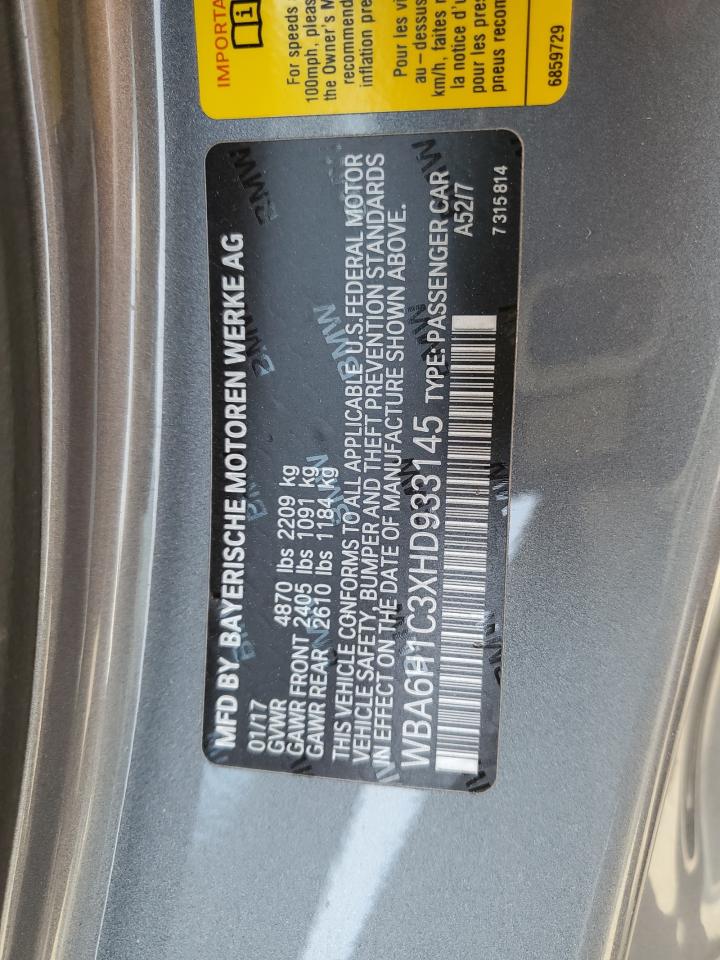 IMPORTA
For speeds
100mph, pleas
the Owner's M
recommend
inflation pre
Pour les vi
au-dessus
km/h, faites r
la notice d'u
pour les pres
pneus recom
6859729
MFD BY BAYERISCHE MOTOREN WERKE AG
01/17
GVWR 4870 lbs 2209 kg
GAWR FRONT 2405 lbs 1091 kg
GAWR REAR 2610 lbs 1184 kg
THIS VEHICLE CONFORMS TO ALL APPLICABLE U.S.FEDERAL MOTOR
VEHICLE SAFETY, BUMPER AND THEFT PREVENTION STANDARDS
IN EFFECT ON THE DATE OF MANUFACTURE SHOWN ABOVE.
WBA6H1C3XHD933145 TYPE: PASSENGER CAR
A52/7
7 315 814